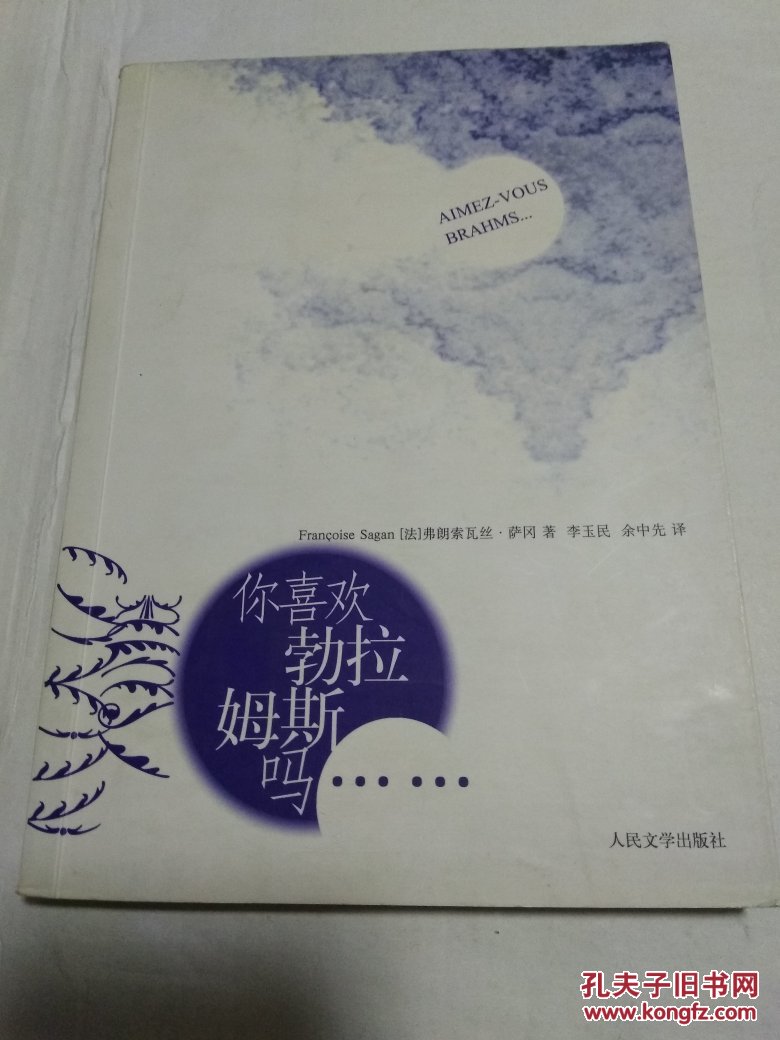 AIMEZ-VOUS
BRAHMS...
Françoise Sagan [法]弗朗索瓦丝·萨冈 著 李玉民 余中先 译
你喜欢
勃拉
姆斯
吗……
人民文学出版社
孔夫子旧书网
www.kongfz.com